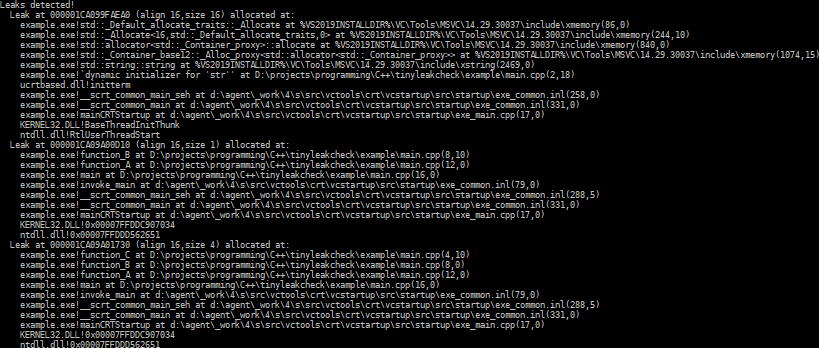 Leaks detected!
Leak at 000001CA099FAEA0 (align 16,size 16) allocated at:
example.exe!std::_Default_allocate_traits::_Allocate at %VS2019INSTALLDIR%\VC\Tools\MSVC\14.29.30037\include\xmemory(86,0)
example.exe!std::_Allocate<16,std::_Default_allocate_traits,0> at %VS2019INSTALLDIR%\VC\Tools\MSVC\14.29.30037\include\xmemory(244,10)
example.exe!std::allocator<std::_Container_proxy>::allocate at %VS2019INSTALLDIR%\VC\Tools\MSVC\14.29.30037\include\xmemory(840,0)
example.exe!std::_Container_base12::_Alloc_proxy<std::allocator<std::_Container_proxy>> at %VS2019INSTALLDIR%\VC\Tools\MSVC\14.29.30037\include\xmemory(1074,15)
example.exe!std::string::string at %VS2019INSTALLDIR%\VC\Tools\MSVC\14.29.30037\include\xstring(2469,0)
example.exe!`dynamic initializer for 'str'' at D:\projects\programming\C++\tinyleakcheck\example\main.cpp(2,18)
ucrtbased.dll!initterm
example.exe!__scrt_common_main_seh at d:\agent\_work\4\s\src\vctools\crt\vcstartup\src\startup\exe_common.inl(258,0)
example.exe!__scrt_common_main at d:\agent\_work\4\s\src\vctools\crt\vcstartup\src\startup\exe_common.inl(331,0)
example.exe!mainCRTStartup at d:\agent\_work\4\s\src\vctools\crt\vcstartup\src\startup\exe_main.cpp(17,0)
KERNEL32.DLL!BaseThreadInitThunk
ntdll.dll!RtlUserThreadStart
Leak at 000001CA09A00D10 (align 16,size 1) allocated at:
example.exe!function_B at D:\projects\programming\C++\tinyleakcheck\example\main.cpp(8,10)
example.exe!function_A at D:\projects\programming\C++\tinyleakcheck\example\main.cpp(12,0)
example.exe!main at D:\projects\programming\C++\tinyleakcheck\example\main.cpp(16,0)
example.exe!invoke_main at d:\agent\_work\4\s\src\vctools\crt\vcstartup\src\startup\exe_common.inl(79,0)
example.exe!__scrt_common_main_seh at d:\agent\_work\4\s\src\vctools\crt\vcstartup\src\startup\exe_common.inl(288,5)
example.exe!__scrt_common_main at d:\agent\_work\4\s\src\vctools\crt\vcstartup\src\startup\exe_common.inl(331,0)
example.exe!mainCRTStartup at d:\agent\_work\4\s\src\vctools\crt\vcstartup\src\startup\exe_main.cpp(17,0)
KERNEL32.DLL!0x00007FFDDC907034
ntdll.dll!0x00007FFDDD562651
Leak at 000001CA09A01730 (align 16,size 4) allocated at:
example.exe!function_C at D:\projects\programming\C++\tinyleakcheck\example\main.cpp(4,10)
example.exe!function_B at D:\projects\programming\C++\tinyleakcheck\example\main.cpp(8,0)
example.exe!function_A at D:\projects\programming\C++\tinyleakcheck\example\main.cpp(12,0)
example.exe!main at D:\projects\programming\C++\tinyleakcheck\example\main.cpp(16,0)
example.exe!invoke_main at d:\agent\_work\4\s\src\vctools\crt\vcstartup\src\startup\exe_common.inl(79,0)
example.exe!__scrt_common_main_seh at d:\agent\_work\4\s\src\vctools\crt\vcstartup\src\startup\exe_common.inl(288,5)
example.exe!__scrt_common_main at d:\agent\_work\4\s\src\vctools\crt\vcstartup\src\startup\exe_common.inl(331,0)
example.exe!mainCRTStartup at d:\agent\_work\4\s\src\vctools\crt\vcstartup\src\startup\exe_main.cpp(17,0)
KERNEL32.DLL!0x00007FFDDC907034
ntdll.dll!0x00007FFDDD562651